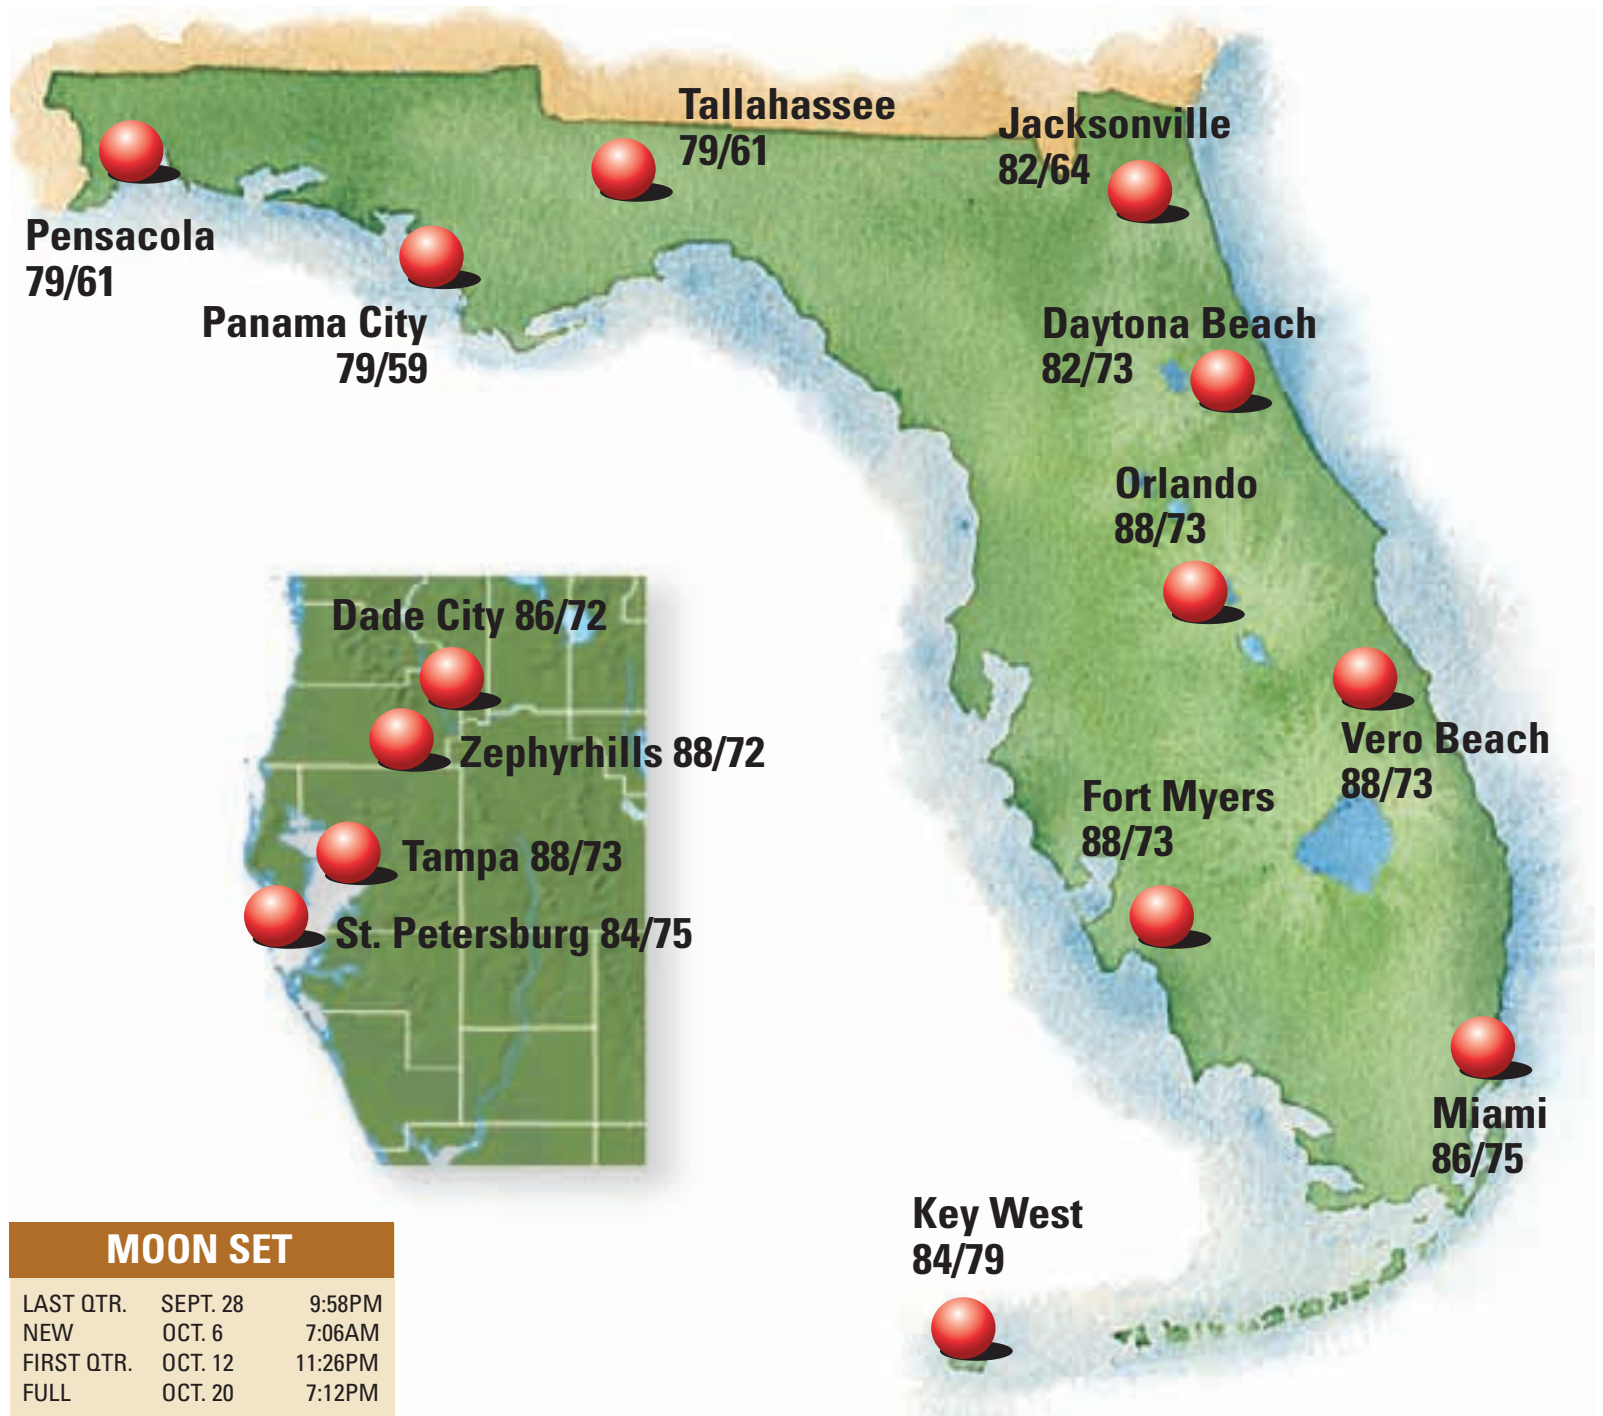 Tallahassee
79/61
Jacksonville
82/64
Pensacola
79/61
Panama City
79/59
Daytona Beach
82/73
Orlando
88/73
Dade City 86/72
Zephyrhills 88/72
Tampa 88/73
St. Petersburg 84/75
Vero Beach
88/73
Fort Myers
88/73
Miami
86/75
Key West
84/79
MOON SET
LAST QTR. SEPT. 28 9:58PM
NEW OCT. 6 7:06AM
FIRST QTR. OCT. 12 11:26PM
FULL OCT. 20 7:12PM